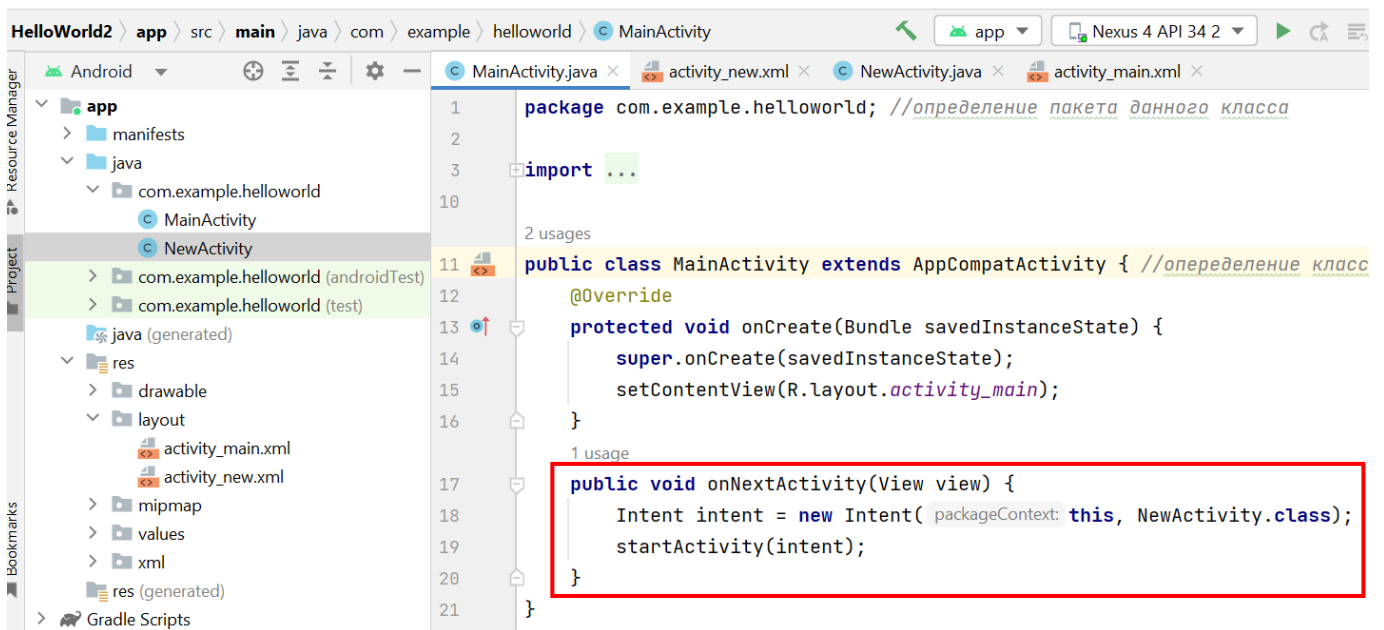 HelloWorld2 〉 app 〉 src 〉 main 〉 java 〉 com 〉 example 〉 helloworld 〉 MainActivity
app
Nexus 4 API 34 2
Resource Manager
Project
Bookmarks
Android
app
manifests
java
com.example.helloworld
MainActivity
NewActivity
com.example.helloworld (androidTest)
com.example.helloworld (test)
java (generated)
res
drawable
layout
activity_main.xml
activity_new.xml
mipmap
values
xml
res (generated)
Gradle Scripts
MainActivity.java × activity_new.xml × NewActivity.java × activity_main.xml ×
1 package com.example.helloworld; //определение пакета данного класса
2
3 import ...
10
2 usages
11 public class MainActivity extends AppCompatActivity { //опеределение класс
12 @Override
13 protected void onCreate(Bundle savedInstanceState) {
14 super.onCreate(savedInstanceState);
15 setContentView(R.layout.activity_main);
16 }
1 usage
17 public void onNextActivity(View view) {
18 Intent intent = new Intent( packageContext: this, NewActivity.class);
19 startActivity(intent);
20 }
21 }